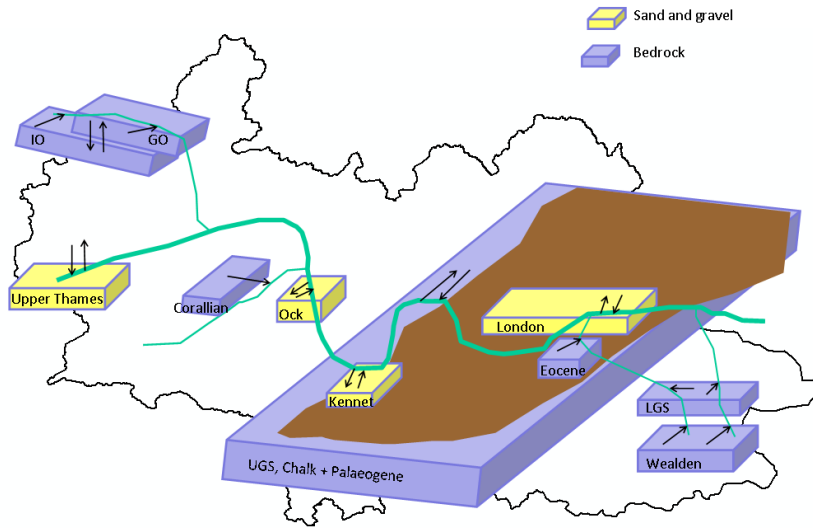 Sand and gravel
Bedrock
IO
GO
Upper Thames
Corallian
Ock
London
Eocene
Kennet
LGS
UGS, Chalk + Palaeogene
Wealden